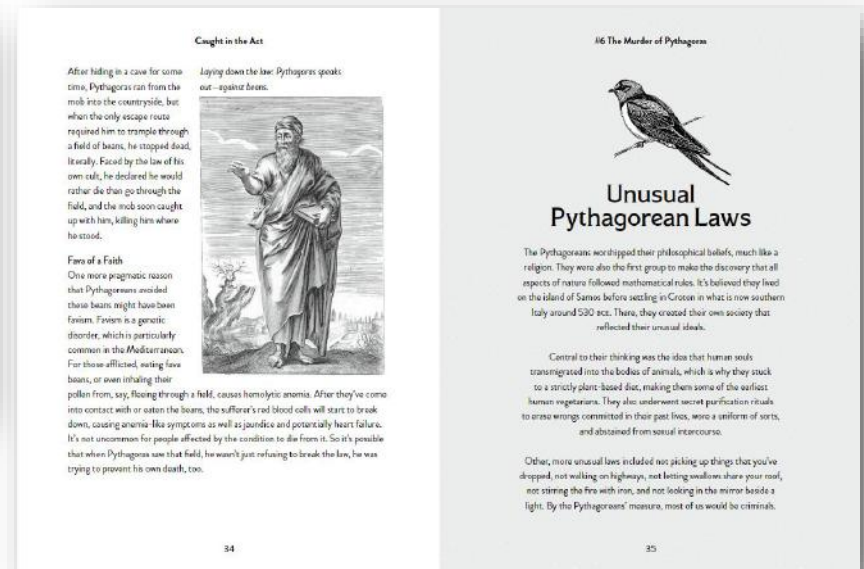 Caught in the Act
After hiding in a cave for some
time, Pythagoras ran from the
mob into the countryside, but
when the only escape route
required him to trample through
a field of beans, he stopped dead,
literally. Faced by the law of his
own cult, he declared he would
rather die than go through the
field, and the mob soon caught
up with him, killing him where
he stood.
Fava of a Faith
One more pragmatic reason
that Pythagoreans avoided
these beans might have been
favism. Favism is a genetic
disorder, which is particularly
common in the Mediterranean.
For those afflicted, eating fava
beans, or even inhaling their
pollen from, say, fleeing through a field, causes hemolytic anemia. After they've come
into contact with or eaten the beans, the sufferer's red blood cells will start to break
down, causing anemia-like symptoms as well as jaundice and potentially heart failure.
It's not uncommon for people affected by the condition to die from it. So it's possible
that when Pythagoras saw that field, he wasn't just refusing to break the law, he was
trying to prevent his own death, too.
Laying down the law: Pythagoras speaks
out—against beans.
34
#6 The Murder of Pythagoras
Unusual
Pythagorean Laws
The Pythagoreans worshipped their philosophical beliefs, much like a
religion. They were also the first group to make the discovery that all
aspects of nature followed mathematical rules. It's believed they lived
on the island of Samos before settling in Croton in what is now southern
Italy around 530 BCE. There, they created their own society that
reflected their unusual ideals.
Central to their thinking was the idea that human souls
transmigrated into the bodies of animals, which is why they stuck
to a strictly plant-based diet, making them some of the earliest
human vegetarians. They also underwent secret purification rituals
to erase wrongs committed in their past lives, wore a uniform of sorts,
and abstained from sexual intercourse.
Other, more unusual laws included not picking up things that you've
dropped, not walking on highways, not letting swallows share your roof,
not stirring the fire with iron, and not looking in the mirror beside a
light. By the Pythagoreans' measure, most of us would be criminals.
35